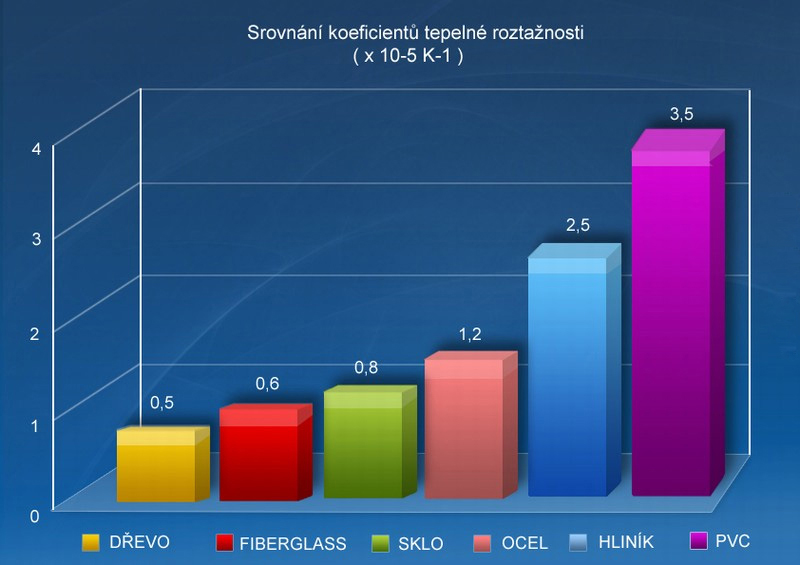 Srovnání koeficientů tepelné roztažnosti
( x 10-5 K-1 )
4
3
2
1
0
0,5
0,6
0,8
1,2
2,5
3,5
DŘEVO
FIBERGLASS
SKLO
OCEL
HLINÍK
PVC